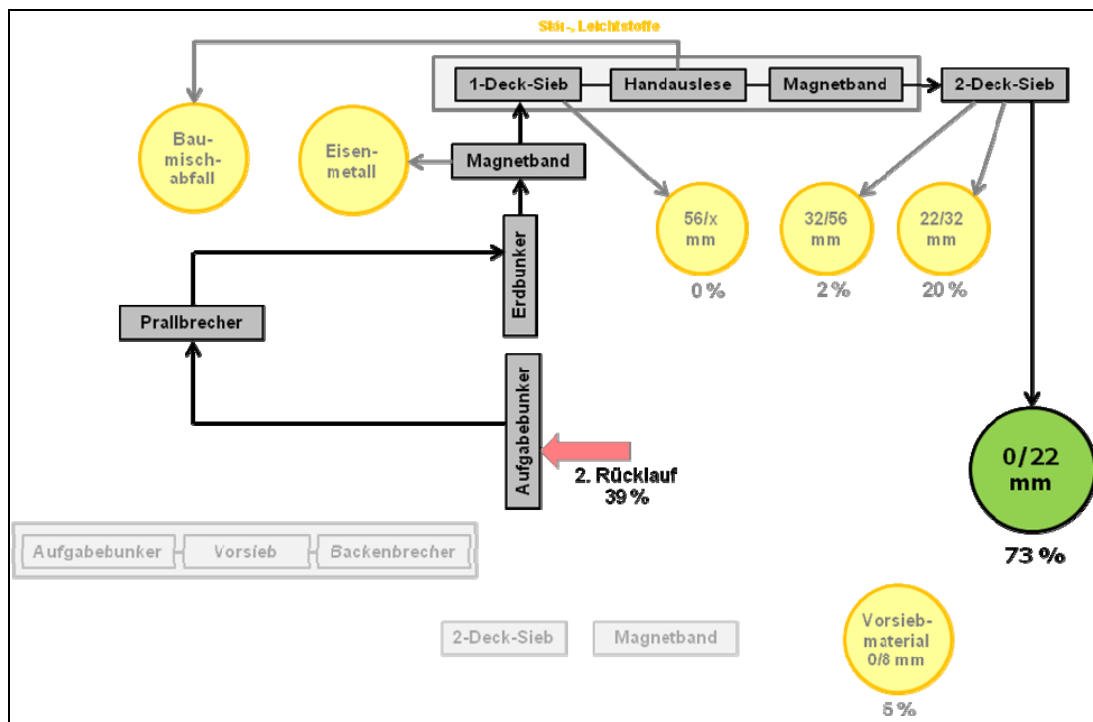 Stör-, Leichtstoffe
1-Deck-Sieb
Handauslese
Magnetband
2-Deck-Sieb
Bau-
misch-
abfall
Eisen-
metall
Magnetband
56/x
mm
0 %
32/56
mm
2 %
22/32
mm
20 %
Erdbunker
Prallbrecher
Aufgabebunker
2. Rücklauf
39 %
0/22
mm
73 %
Aufgabebunker
Vorsieb
Backenbrecher
2-Deck-Sieb
Magnetband
Vorsieb-
material
0/8 mm
5 %